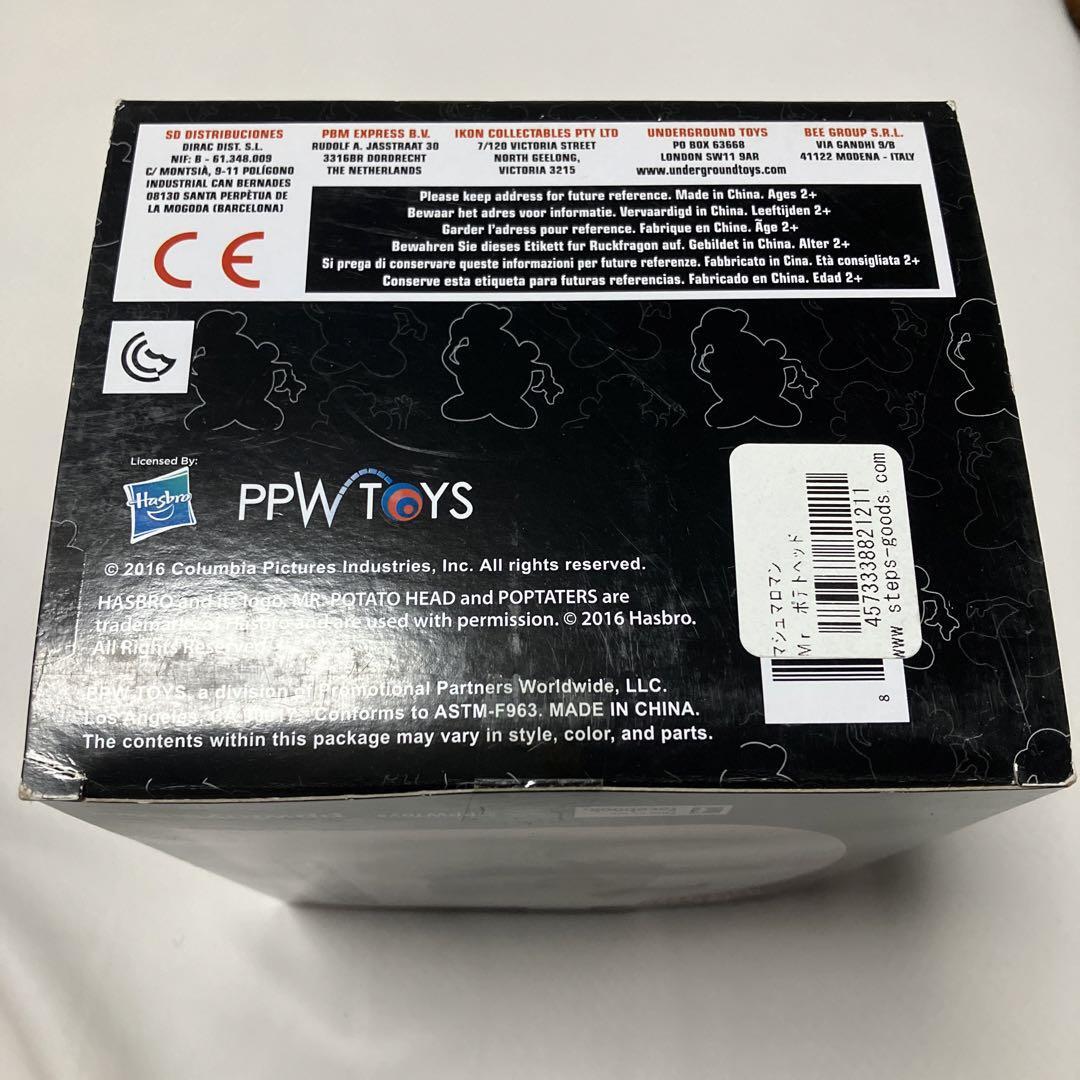 SD DISTRIBUCIONES
DIRAC DIST. S.L.
NIF: B - 61.348.009
C/ MONTSIÀ, 9-11 POLÍGONO
INDUSTRIAL CAN BERNADES
08130 SANTA PERPÈTUA DE
LA MOGODA (BARCELONA)
PBM EXPRESS B.V.
RUDOLF A. JASSTRAAT 30
3316BR DORDRECHT
THE NETHERLANDS
IKON COLLECTABLES PTY LTD
7/120 VICTORIA STREET
NORTH GEELONG,
VICTORIA 3215
UNDERGROUND TOYS
PO BOX 63668
LONDON SW11 9AR
www.undergroundtoys.com
BEE GROUP S.R.L.
VIA GANDHI 9/B
41122 MODENA - ITALY
Please keep address for future reference. Made in China. Ages 2+
Bewaar het adres voor informatie. Vervaardigd in China. Leeftijden 2+
Garder l'adress pour reference. Fabrique en Chine. Ãge 2+
Bewahren Sie dieses Etikett fur Ruckfragon auf. Gebildet in China. Alter 2+
Si prega di conservare queste informazioni per future referenze. Fabbricato in Cina. Età consigliata 2+
Conserve esta etiqueta para futuras referencias. Fabricado en China. Edad 2+
CE
Licensed By:
Hasbro
PPW TOYS
© 2016 Columbia Pictures Industries, Inc. All rights reserved.
HASBRO and its logo, MR. POTATO HEAD and POPTATERS are
trademarks of Hasbro and are used with permission. © 2016 Hasbro.
All Rights Reserved.
PPW TOYS, a division of Promotional Partners Worldwide, LLC.
Los Angeles, CA Conforms to ASTM-F963. MADE IN CHINA.
The contents within this package may vary in style, color, and parts.
マシュマロマン
Mr ポテトヘッド
4573338821211
www steps-goods. com
8
facebook